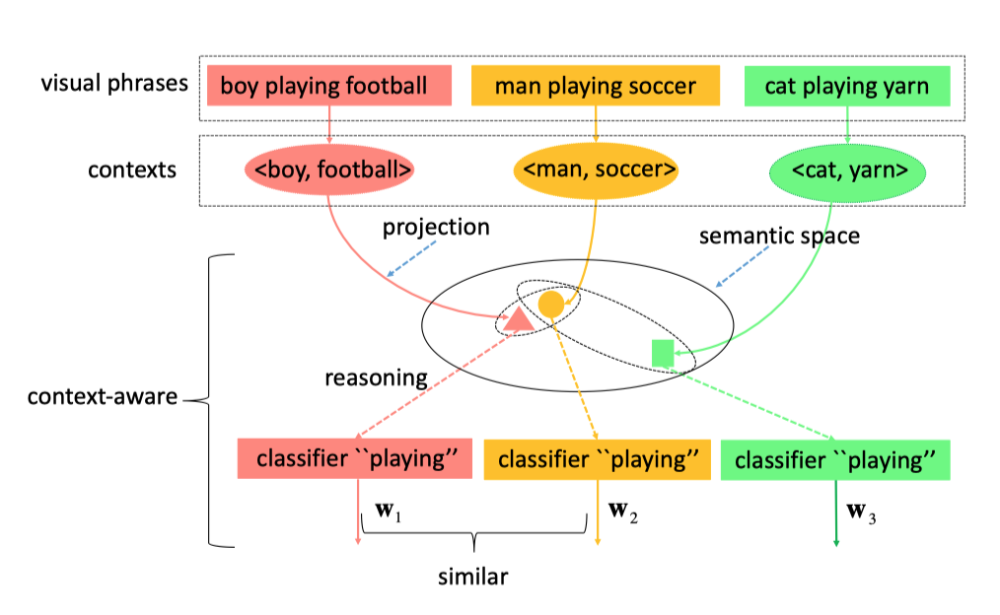 visual phrases
boy playing football
man playing soccer
cat playing yarn
contexts
<boy, football>
<man, soccer>
<cat, yarn>
projection
semantic space
reasoning
context-aware
classifier ``playing’’
classifier ``playing’’
classifier ``playing’’
w1
w2
w3
similar